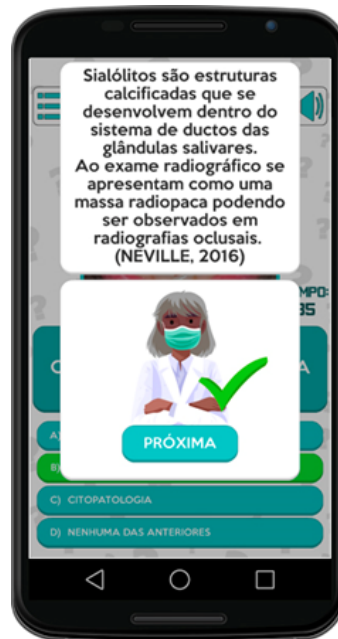 Sialólitos são estruturas
calcificadas que se
desenvolvem dentro do
sistema de ductos das
glândulas salivares.
Ao exame radiográfico se
apresentam como uma
massa radiopaca podendo
ser observados em
radiografias oclusais.
(NEVILLE, 2016)
PRÓXIMA
A)
B)
C) CITOPATOLOGIA
D) NENHUMA DAS ANTERIORES